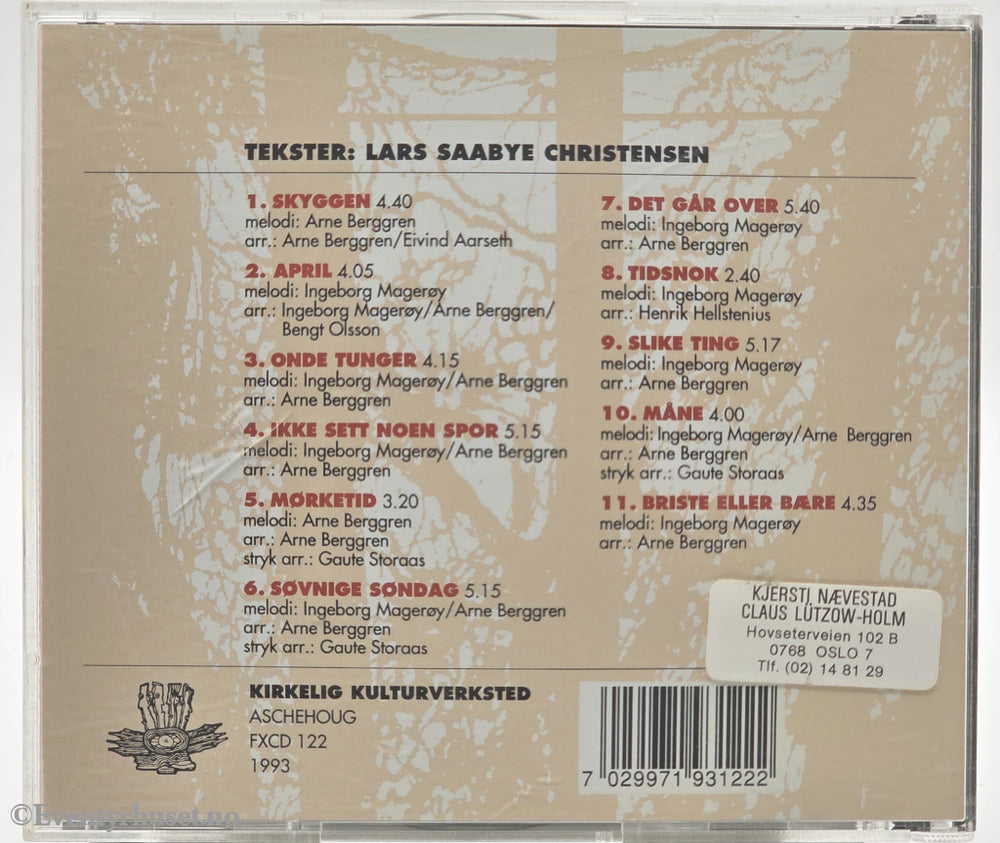 TEKSTER: LARS SAABYE CHRISTENSEN
1. SKYGGEN 4.40
melodi: Arne Berggren
arr.: Arne Berggren/Eivind Aarseth
2. APRIL 4.05
melodi: Ingeborg Magerøy
arr.: Ingeborg Magerøy/Arne Berggren/
Bengt Olsson
3. ONDE TUNGER 4.15
melodi: Ingeborg Magerøy/Arne Berggren
arr.: Arne Berggren
4. IKKE SETT NOEN SPOR 5.15
melodi: Ingeborg Magerøy/Arne Berggren
arr.: Arne Berggren
5. MØRKETID 3.20
melodi: Arne Berggren
arr.: Arne Berggren
stryk arr.: Gaute Storaas
6. SØVNIGE SØNDAG 5.15
melodi: Ingeborg Magerøy/Arne Berggren
arr.: Arne Berggren
stryk arr.: Gaute Storaas
7. DET GÅR OVER 5.40
melodi: Ingeborg Magerøy
arr.: Arne Berggren
8. TIDSNOK 2.40
melodi: Ingeborg Magerøy
arr.: Henrik Hellstenius
9. SLIKE TING 5.17
melodi: Ingeborg Magerøy
arr.: Arne Berggren
10. MÅNE 4.00
melodi: Ingeborg Magerøy/Arne Berggren
arr.: Arne Berggren
stryk arr.: Gaute Storaas
11. BRISTE ELLER BÆRE 4.35
melodi: Ingeborg Magerøy
arr.: Arne Berggren
KJERSTI NÆVESTAD
CLAUS LÜTZOW-HOLM
Hovseterveien 102 B
0768 OSLO 7
Tlf. (02) 14 81 29
KIRKELIG KULTURVERKSTED
ASCHEHOUG
FXCD 122
1993
7 029971 931222
©Eventyrhuset.no